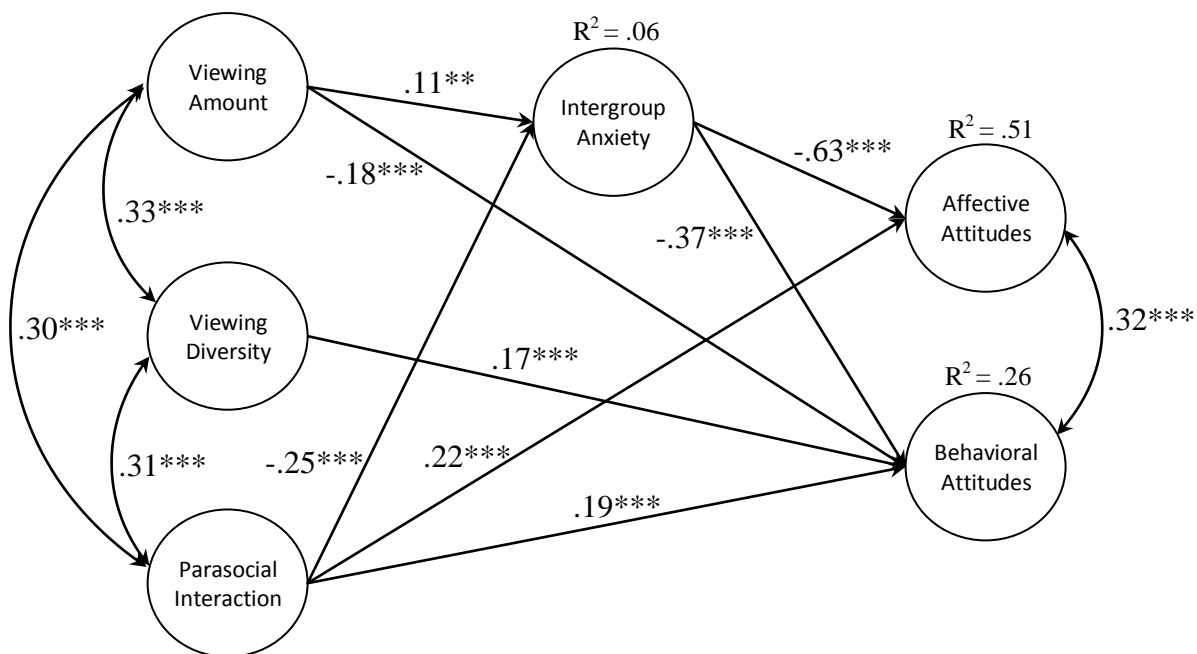 R² = .06
Viewing
Amount
.11**
Intergroup
Anxiety
R² = .51
-.63***
-.18***
Affective
Attitudes
.33***
-.37***
.30***
Viewing
Diversity
.32***
.17***
R² = .26
.31***
-.25***
.22***
Behavioral
Attitudes
.19***
Parasocial
Interaction